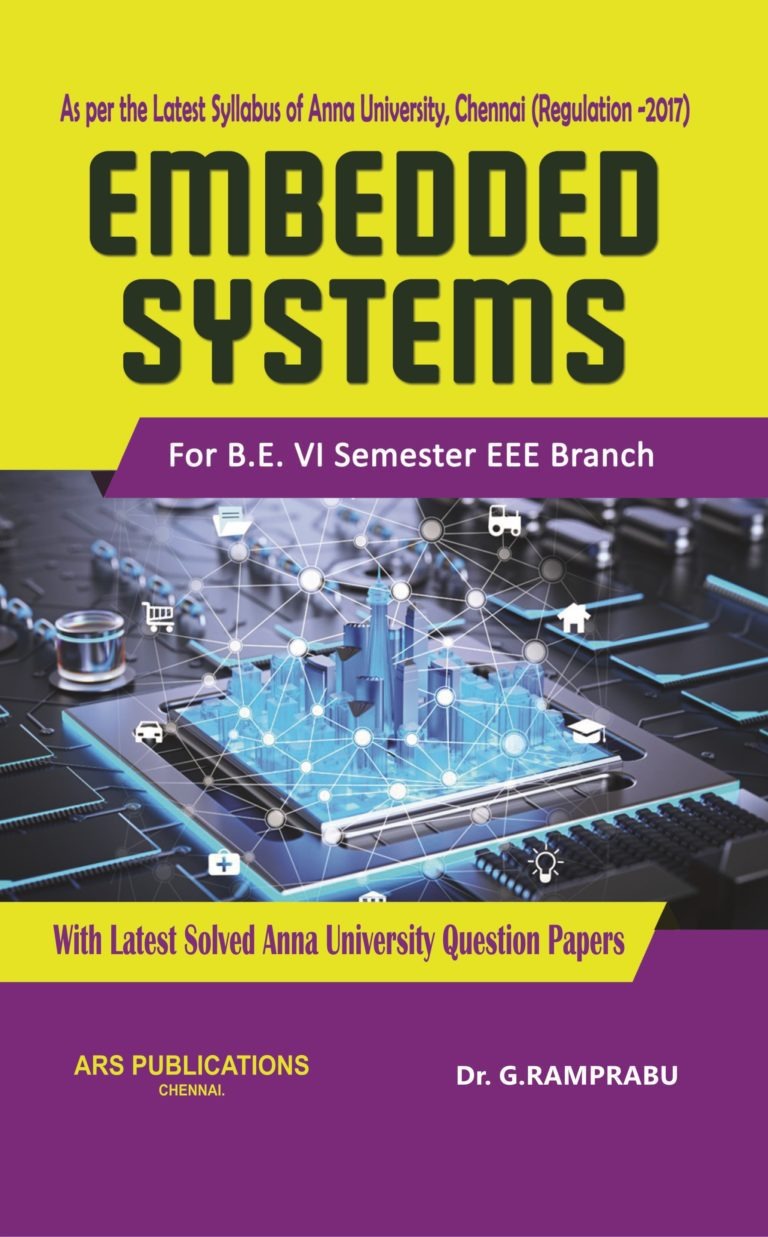 As per the Latest Syllabus of Anna University, Chennai (Regulation -2017)
EMBEDDED
SYSTEMS
For B.E. VI Semester EEE Branch
With Latest Solved Anna University Question Papers
ARS PUBLICATIONS
CHENNAI.
Dr. G.RAMPRABU